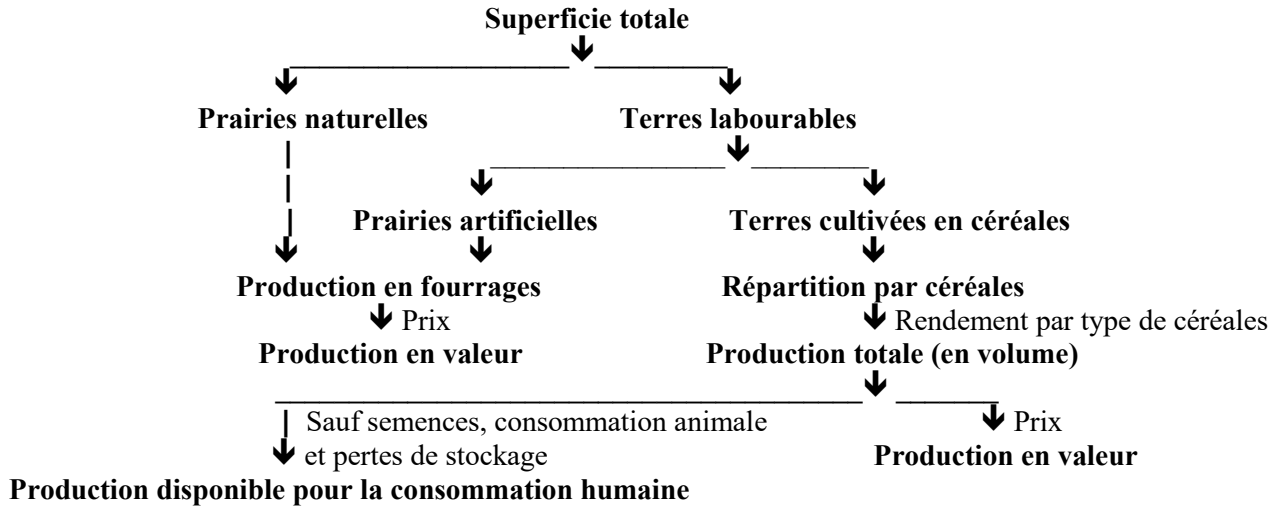 Superficie totale
Prairies naturelles Terres labourables
Prairies artificielles Terres cultivées en céréales
Production en fourrages Répartition par céréales
Prix Rendement par type de céréales
Production en valeur Production totale (en volume)
Sauf semences, consommation animale Prix
et pertes de stockage Production en valeur
Production disponible pour la consommation humaine